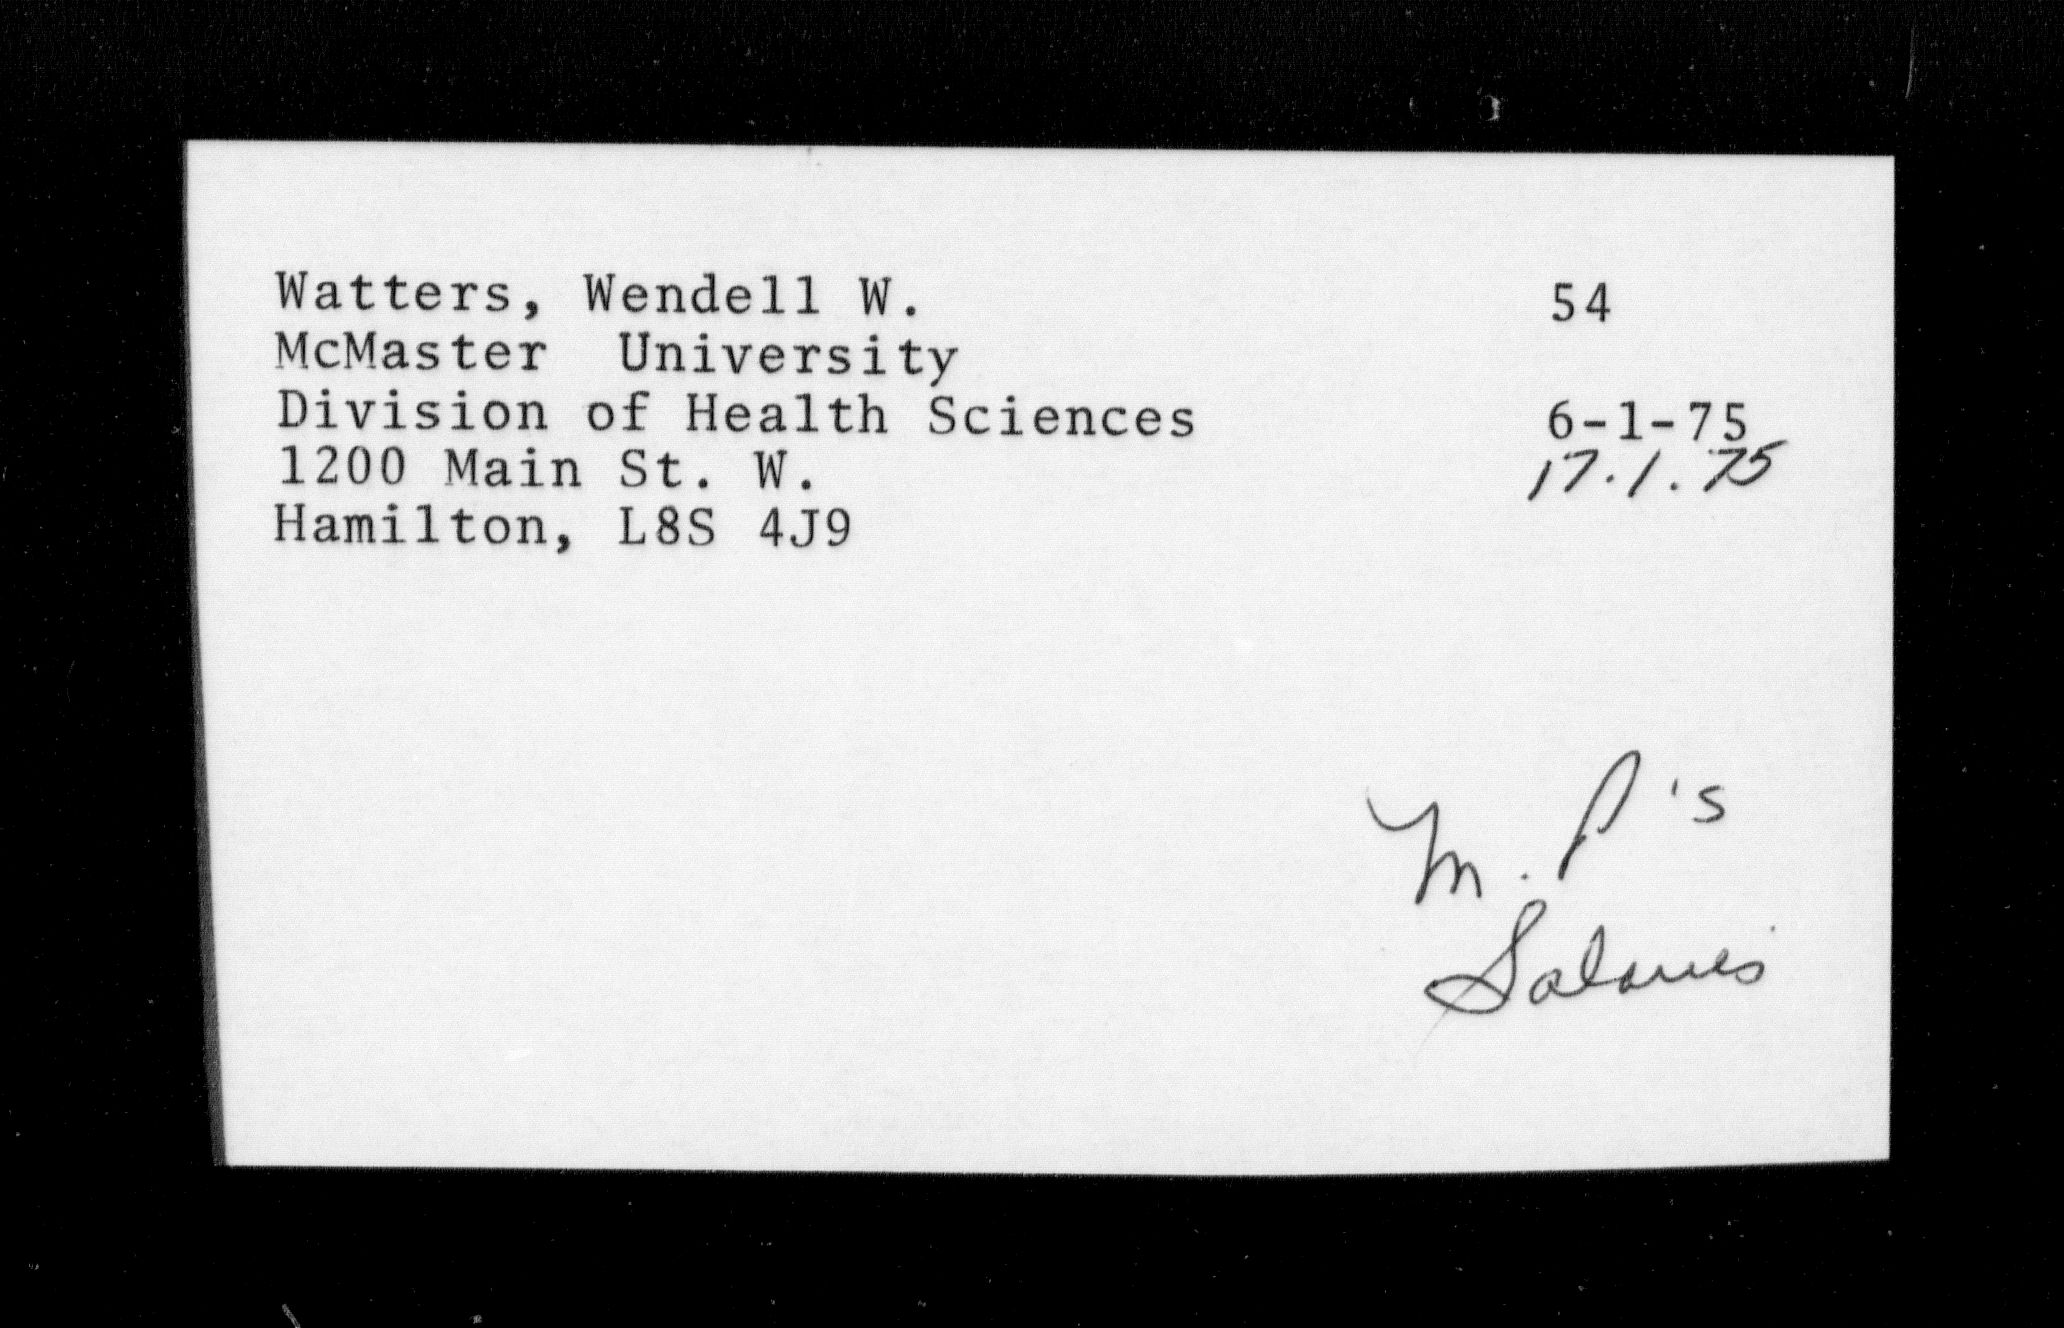 Watters, Wendell W. 54
McMaster University
Division of Health Sciences 6-1-75
1200 Main St. W. 17.1.75
Hamilton, L8S 4J9
M.P's
Salaries